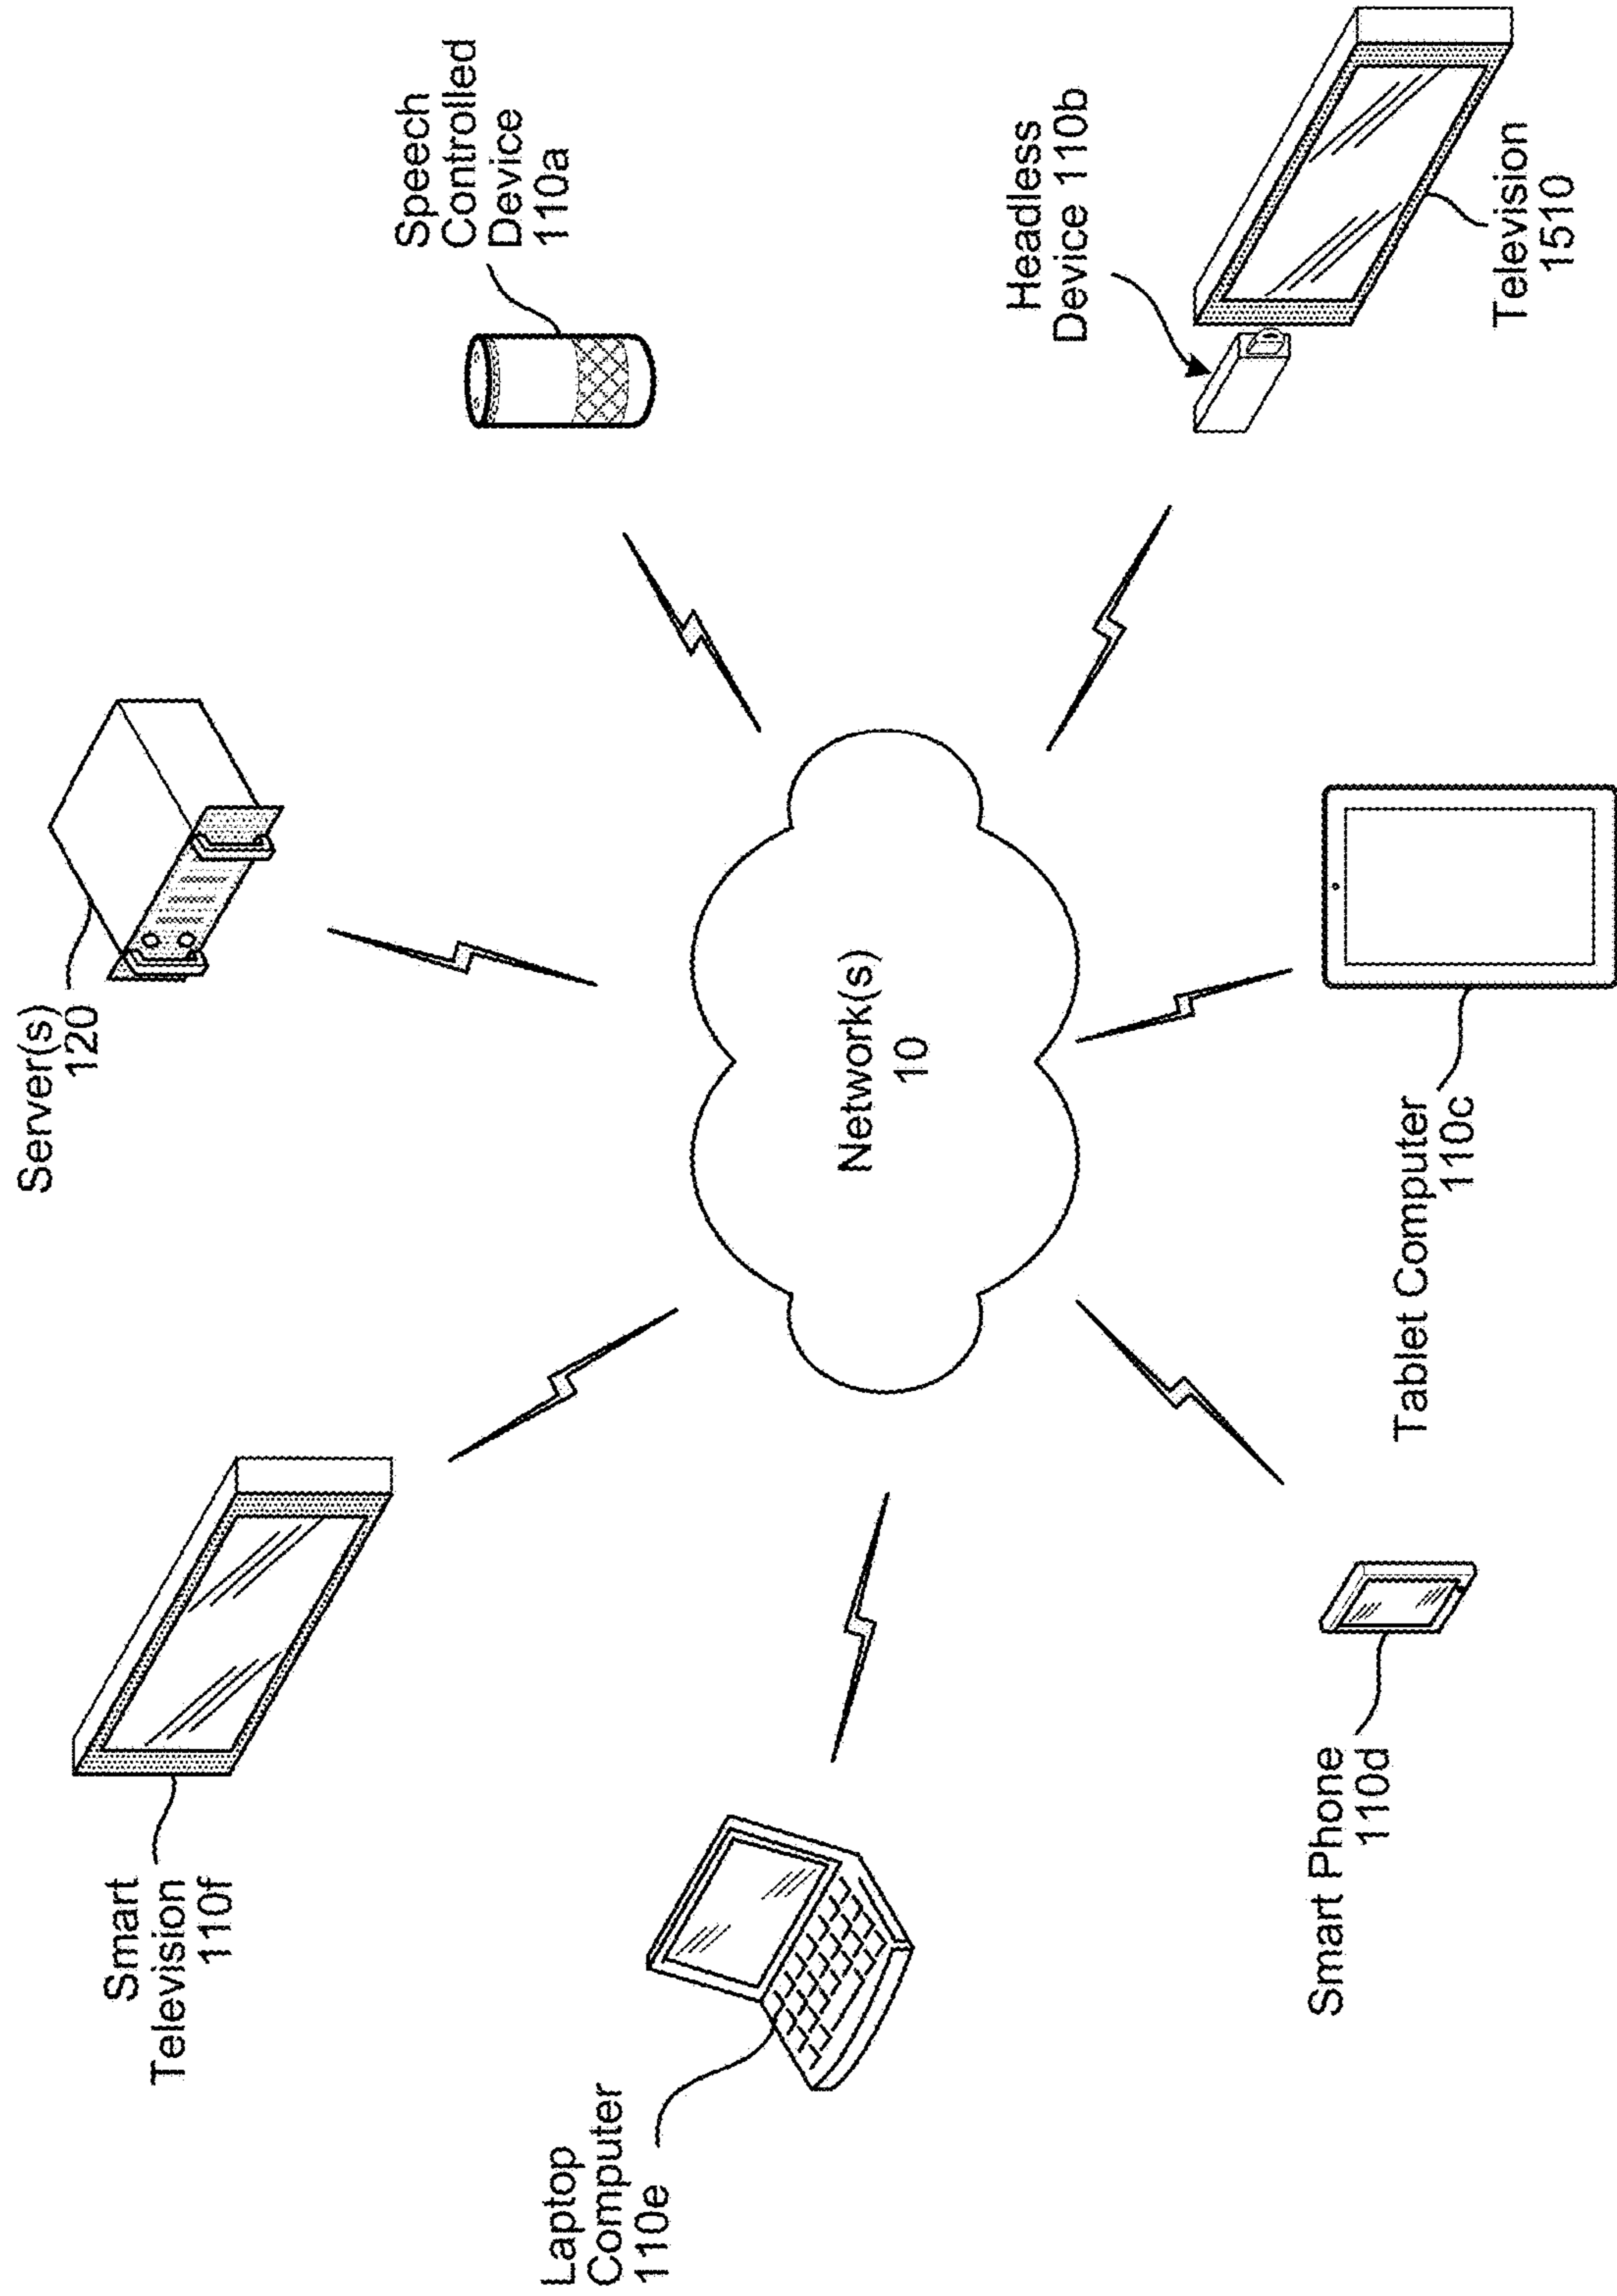 Server(s)
120
Smart
Television
110f
Speech
Controlled
Device
110a
Laptop
Computer
110e
Network(s)
10
Headless
Device 110b
Smart Phone
110d
Tablet Computer
110c
Television
1510